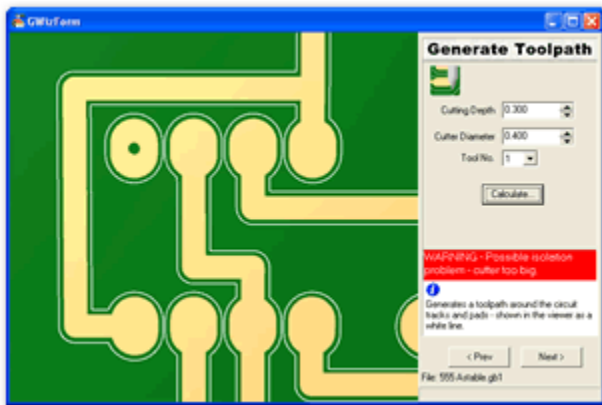 GWizForm
Generate Toolpath
Cutting Depth 0.300
Cutter Diameter 0.400
Tool No. 1
Calculate...
WARNING - Possible isolation
problem - cutter too big.
Generates a toolpath around the circuit
tracks and pads - shown in the viewer as a
white line.
< Prev Next >
File: 555-Astable.gb1